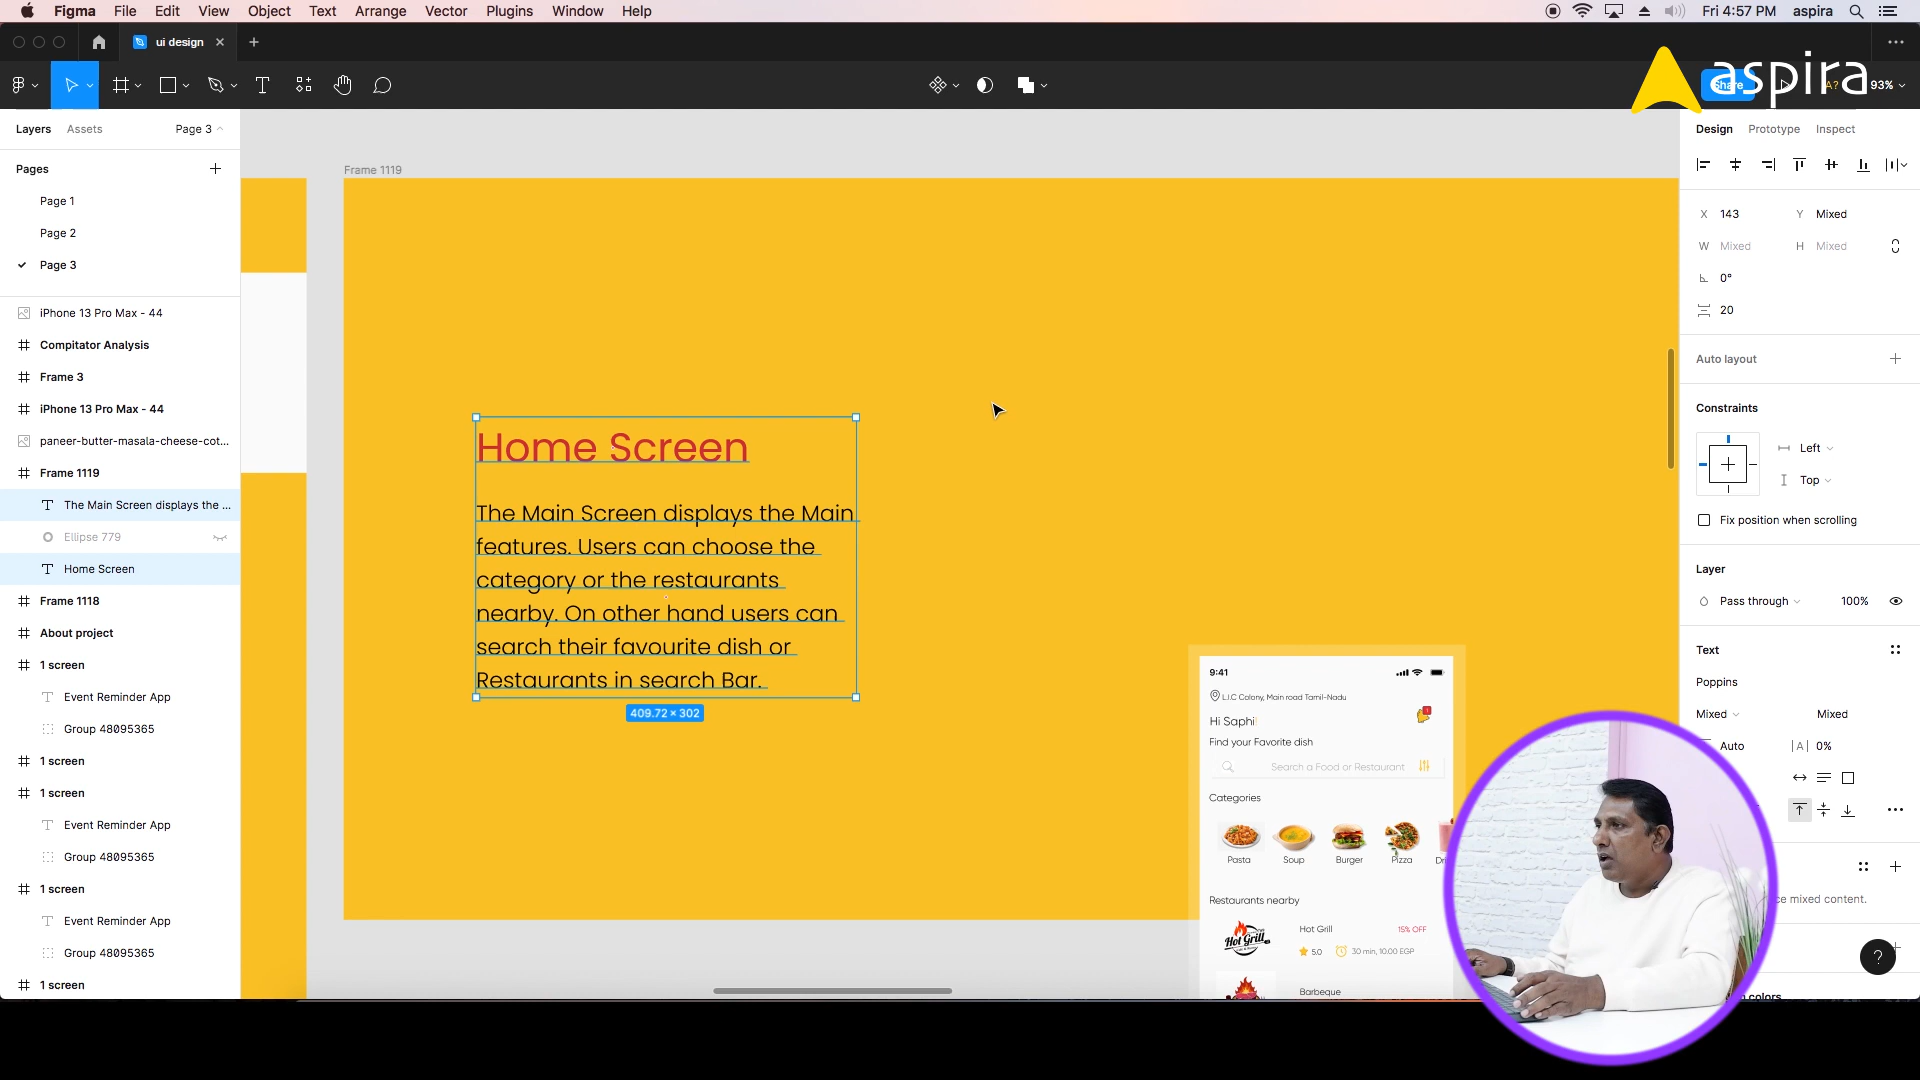 Figma File Edit View Object Text Arrange Vector Plugins Window Help
Fri 4:57 PM aspira
ui design
aspira
Share
A?
93%
Layers Assets Page 3
Pages
Page 1
Page 2
Page 3
iPhone 13 Pro Max - 44
Compitator Analysis
Frame 3
iPhone 13 Pro Max - 44
paneer-butter-masala-cheese-cot...
Frame 1119
The Main Screen displays the ...
Ellipse 779
Home Screen
Frame 1118
About project
1 screen
Event Reminder App
Group 48095365
1 screen
1 screen
Event Reminder App
Group 48095365
1 screen
Event Reminder App
Group 48095365
1 screen
Frame 1119
Home Screen
The Main Screen displays the Main
features. Users can choose the
category or the restaurants
nearby. On other hand users can
search their favourite dish or
Restaurants in search Bar.
409.72 × 302
9:41
L.I.C Colony, Main road Tamil-Nadu
Hi Saphi
Find your Favorite dish
Search a Food or Restaurant
Categories
Pasta Soup Burger Pizza Dri
Restaurants nearby
Hot Grill
Hot Grill 15% OFF
5.0 30 min, 10.00 EGP
Barbeque
Design Prototype Inspect
X 143 Y Mixed
W Mixed H Mixed
0°
20
Auto layout
Constraints
Left
Top
Fix position when scrolling
Layer
Pass through 100%
Text
Poppins
Mixed Mixed
Auto |A| 0%
ce mixed content.
colors
?